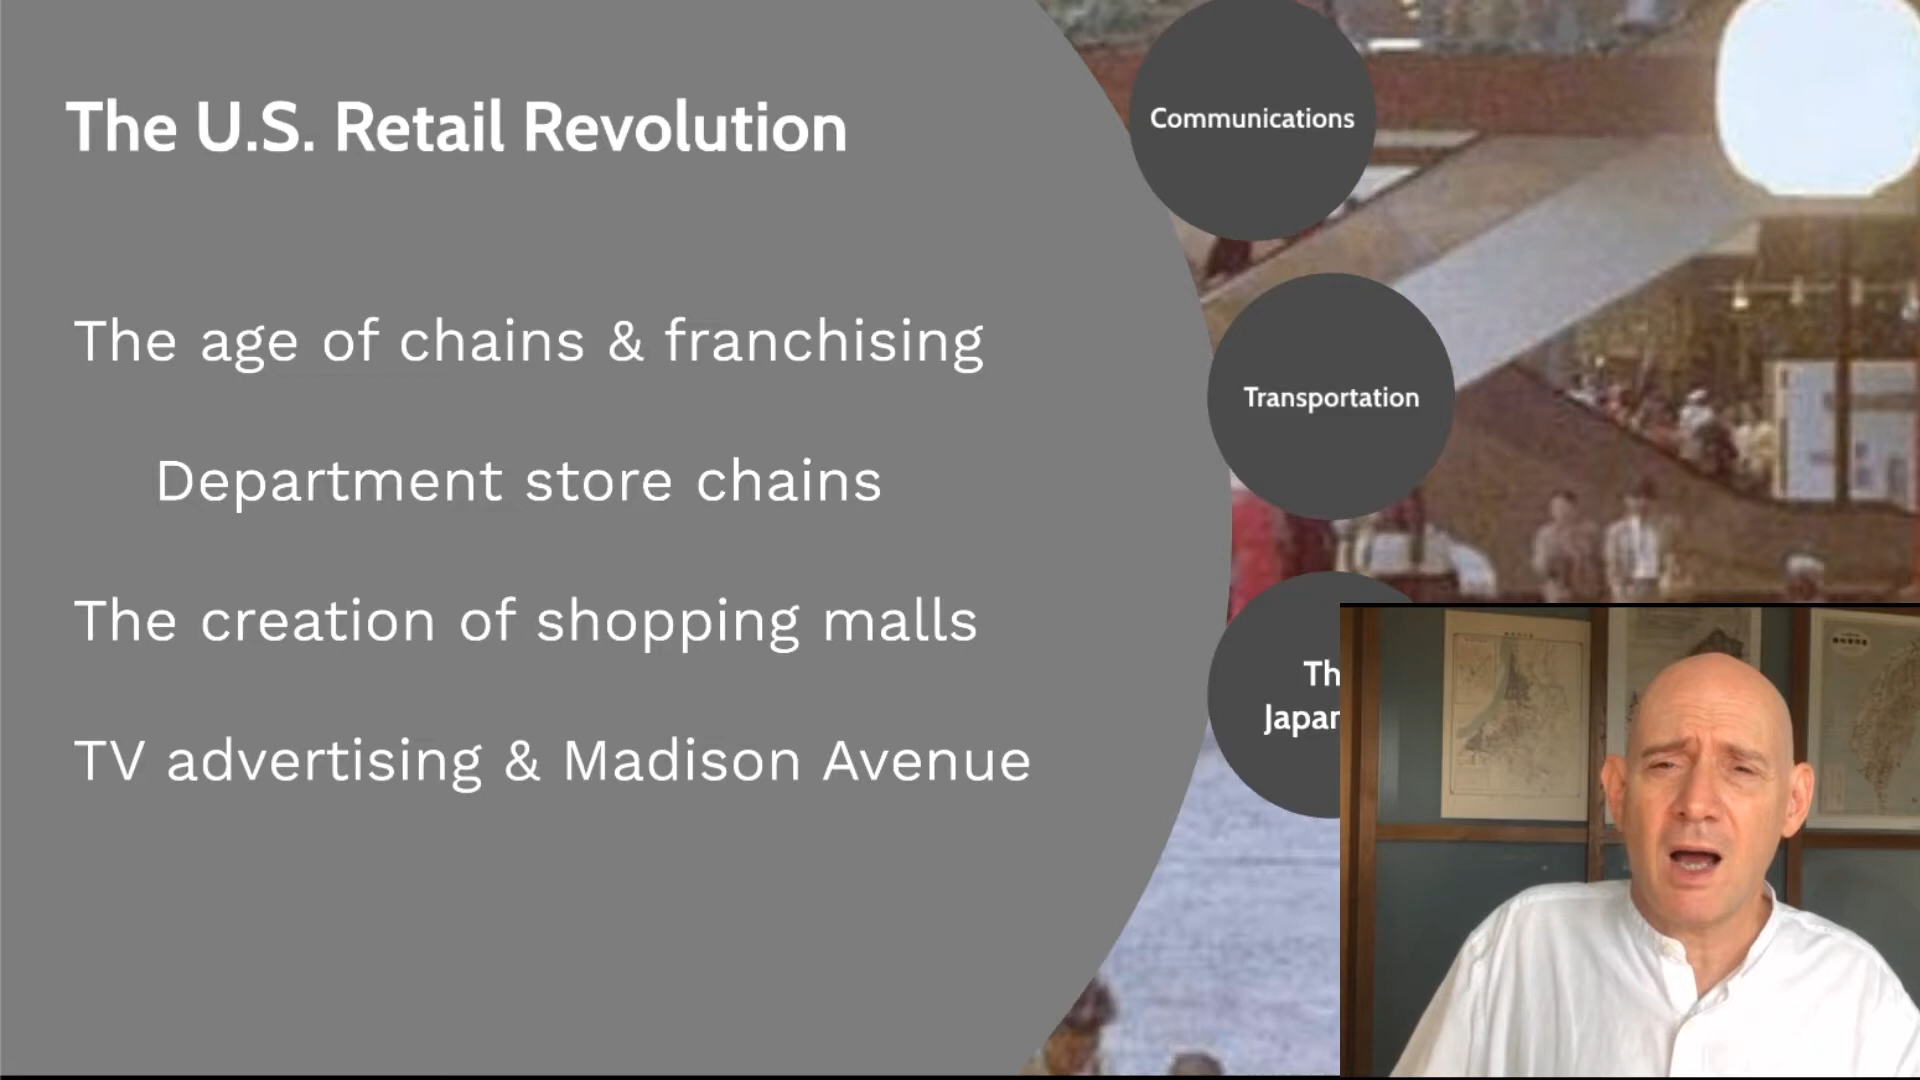 The U.S. Retail Revolution
The age of chains & franchising
Department store chains
The creation of shopping malls
TV advertising & Madison Avenue
Communications
Transportation